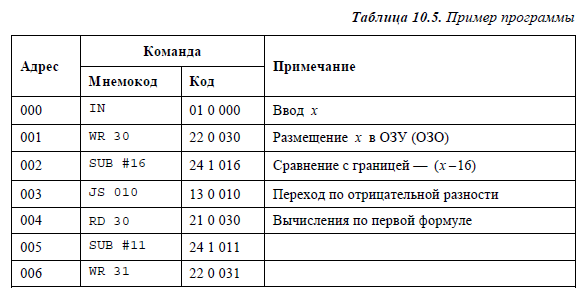 Таблица 10.5. Пример программы
Адрес Команда Примечание
Мнемокод Код
000 IN 01 0 000 Ввод x
001 WR 30 22 0 030 Размещение x в ОЗУ (ОЗО)
002 SUB #16 24 1 016 Сравнение с границей — (x–16)
003 JS 010 13 0 010 Переход по отрицательной разности
004 RD 30 21 0 030 Вычисления по первой формуле
005 SUB #11 24 1 011
006 WR 31 22 0 031